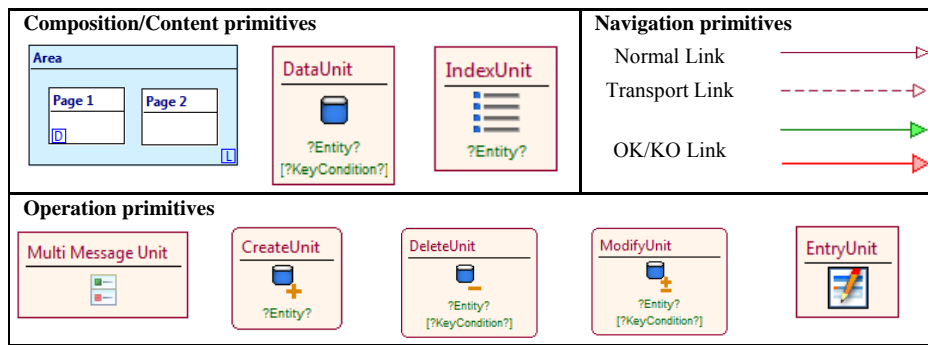 Composition/Content primitives
Area
Page 1
Page 2
D
L
DataUnit
?Entity?
[?KeyCondition?]
IndexUnit
?Entity?
Navigation primitives
Normal Link
Transport Link
OK/KO Link
Operation primitives
Multi Message Unit
CreateUnit
?Entity?
DeleteUnit
?Entity?
[?KeyCondition?]
ModifyUnit
?Entity?
[?KeyCondition?]
EntryUnit